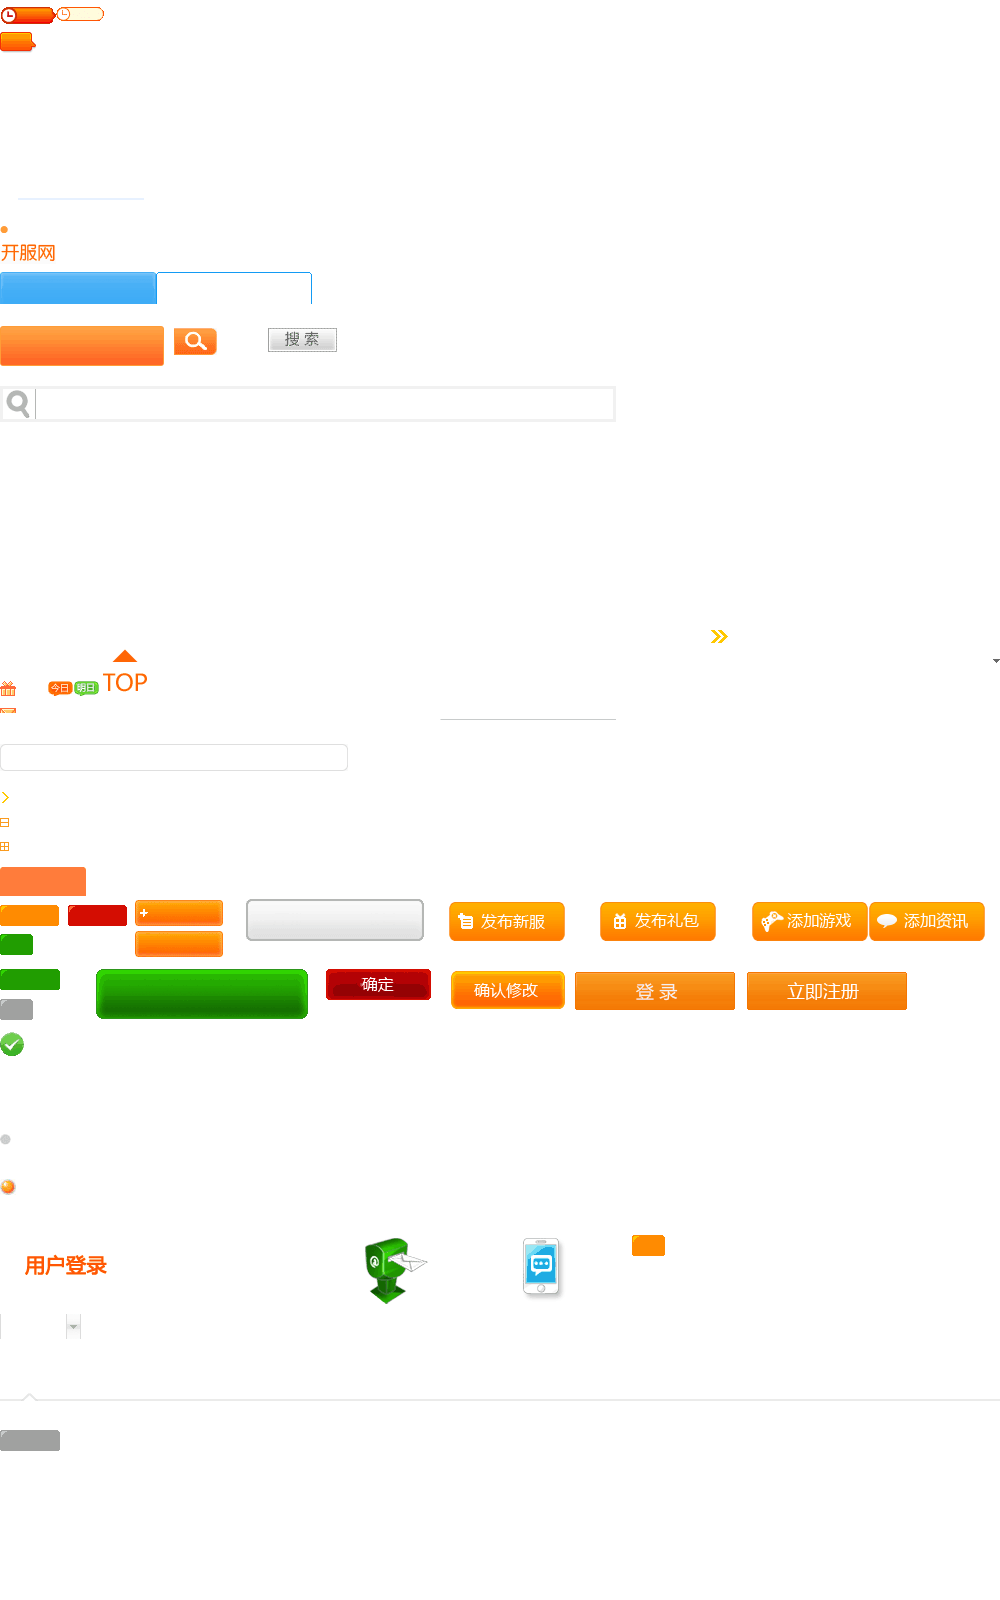 开服网
搜 索
今日 明日 TOP
发布新服 发布礼包 添加游戏 添加资讯
确定 确认修改 登 录 立即注册
用户登录